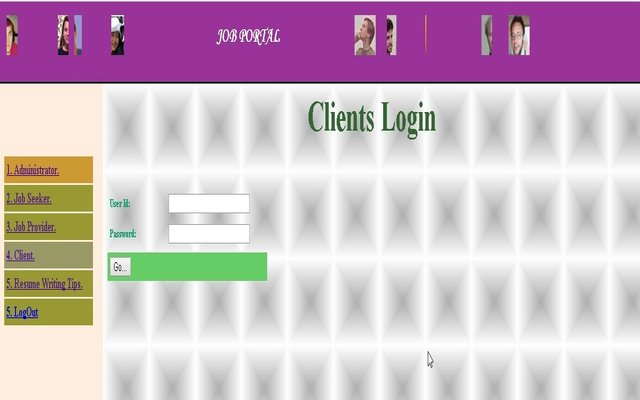 JOB PORTAL
Clients Login
1. Administrator.
2. Job Seeker.
3. Job Provider.
4. Client.
5. Resume Writing Tips.
5. LogOut
User Id:
Password:
Go...